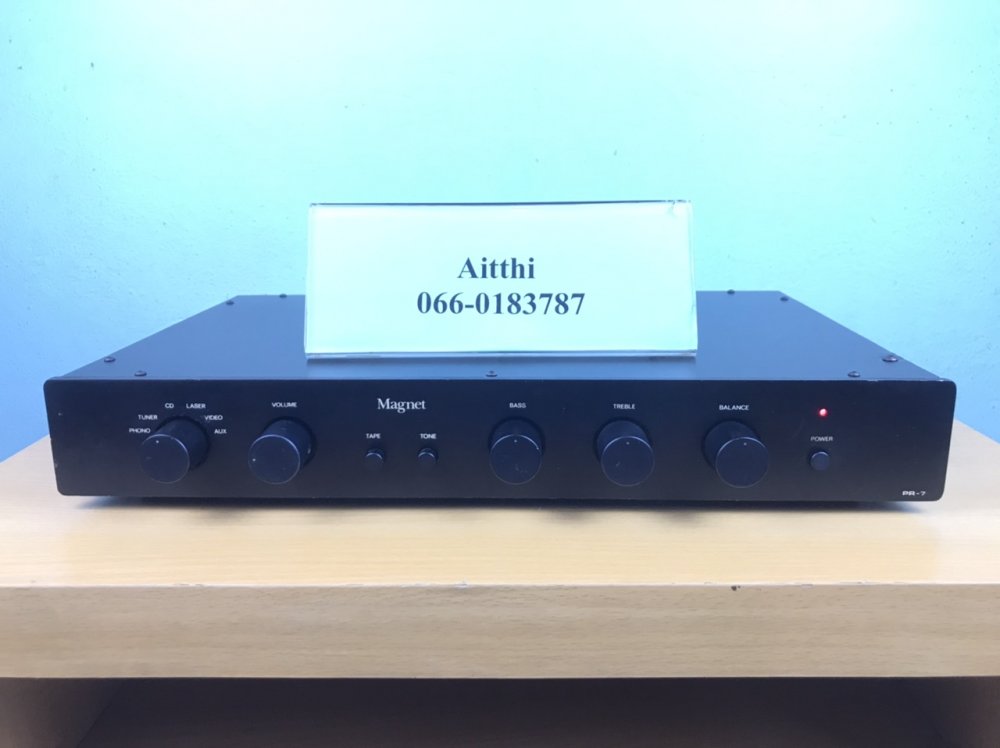 Aitthi
066-0183787
CD LASER
TUNER VIDEO
PHONO AUX
VOLUME
Magnet
TAPE TONE
BASS
TREBLE
BALANCE
POWER
PR-7